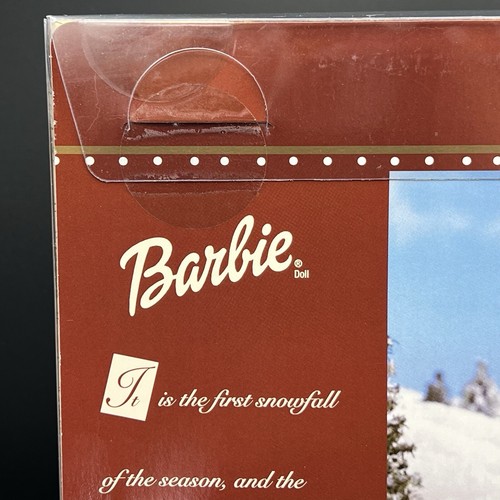 Barbie®
Doll
It is the first snowfall
of the season, and the